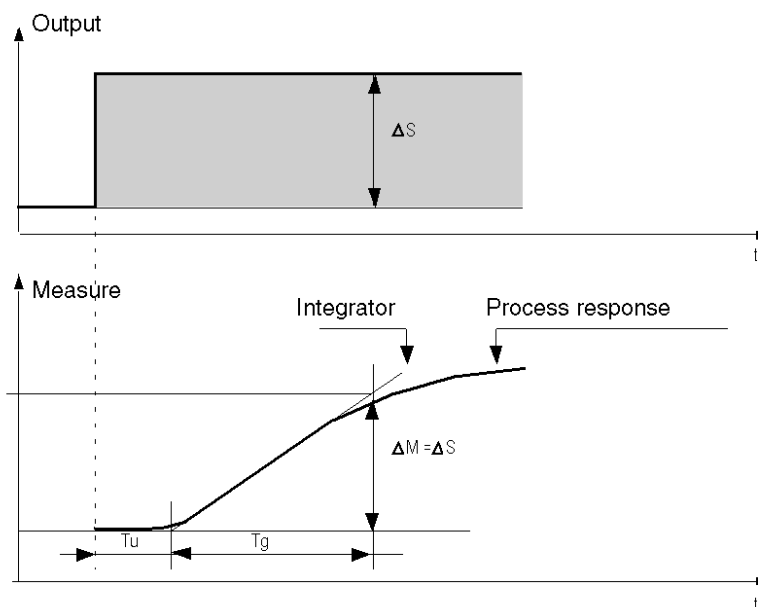 Output
ΔS
t
Measure
Integrator
Process response
ΔM =ΔS
Tu
Tg
t